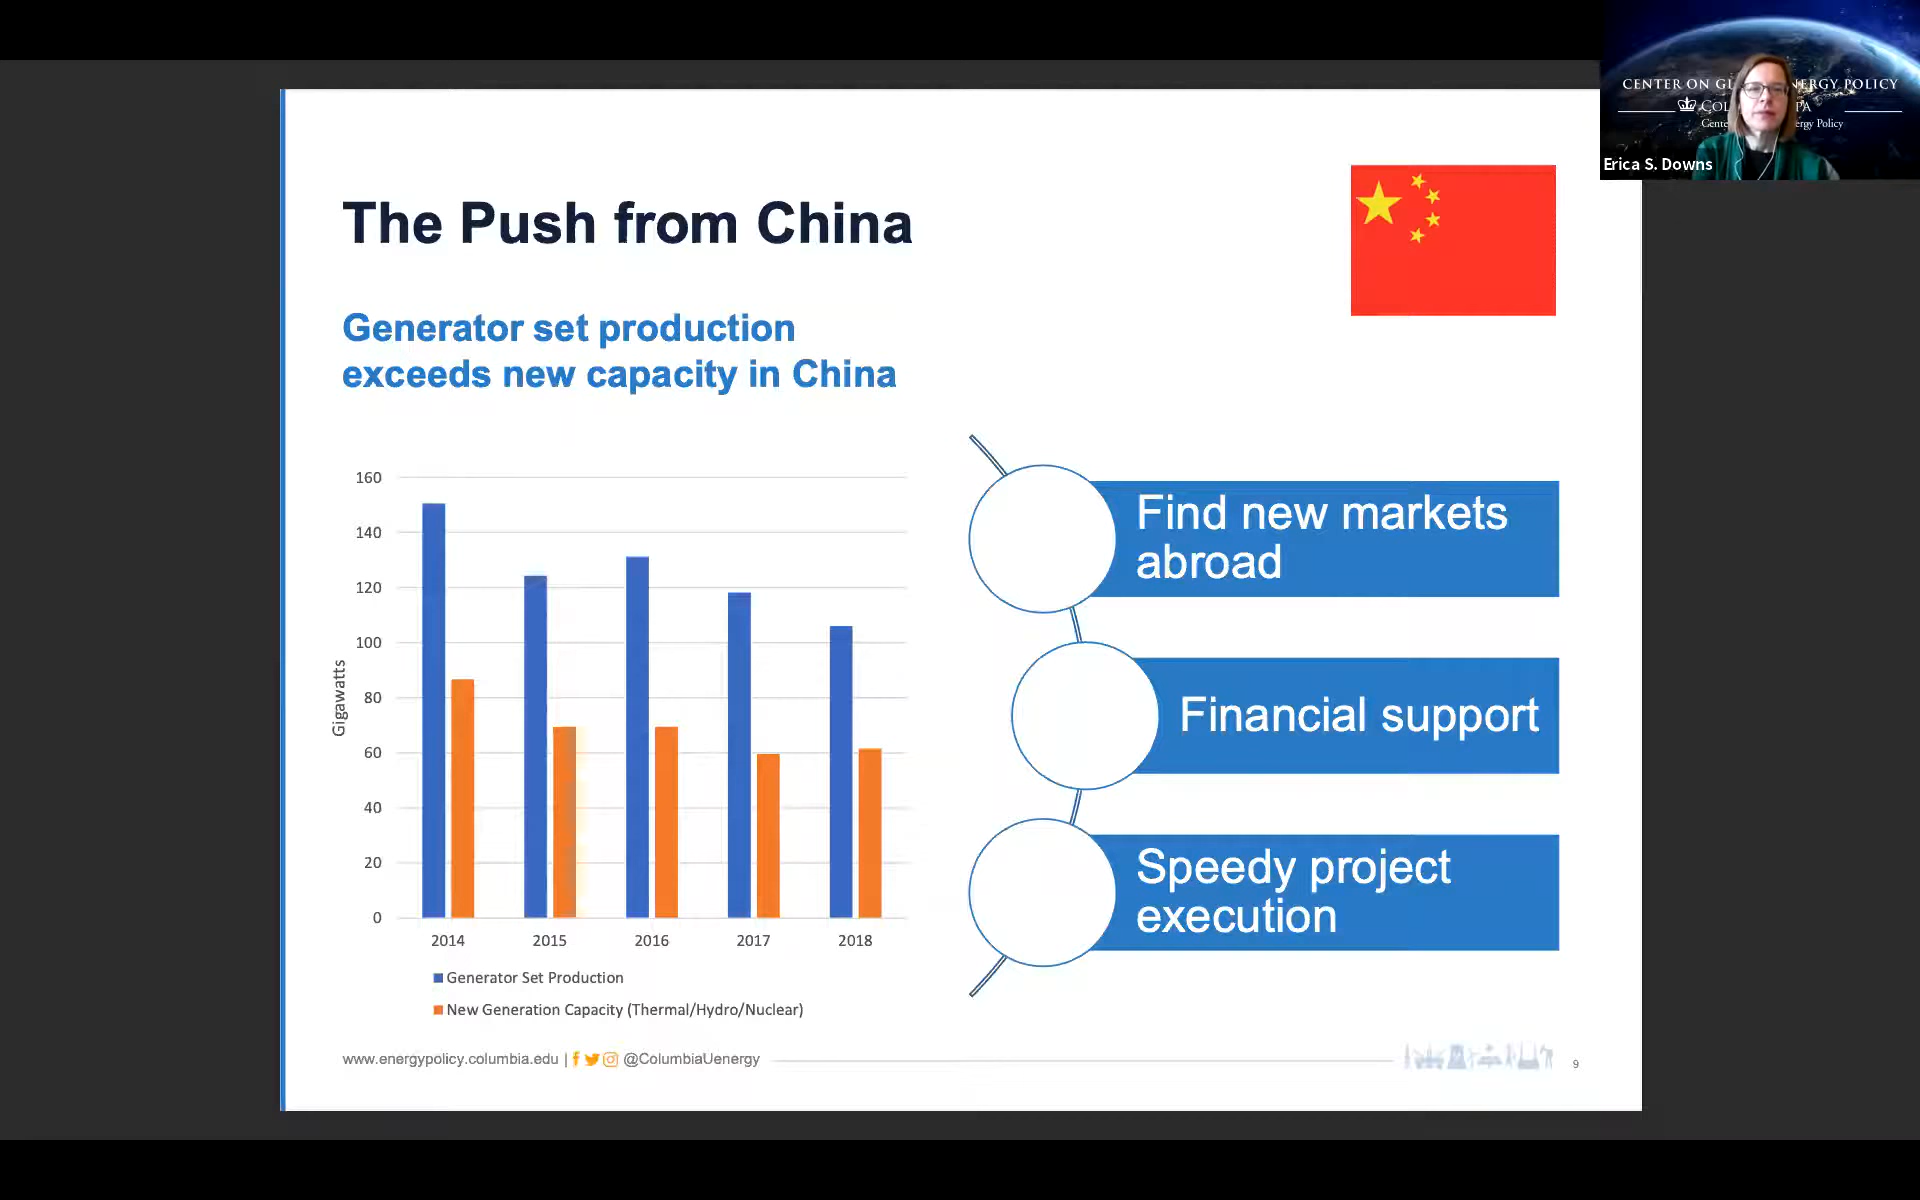 CENTER ON GL NERGY POLICY
COL PA
Cente ergy Policy
Erica S. Downs
The Push from China
Generator set production
exceeds new capacity in China
160
140
120
100
80
60
40
20
0
Gigawatts
2014 2015 2016 2017 2018
Generator Set Production
New Generation Capacity (Thermal/Hydro/Nuclear)
Find new markets
abroad
Financial support
Speedy project
execution
www.energypolicy.columbia.edu | @ColumbiaUenergy
9